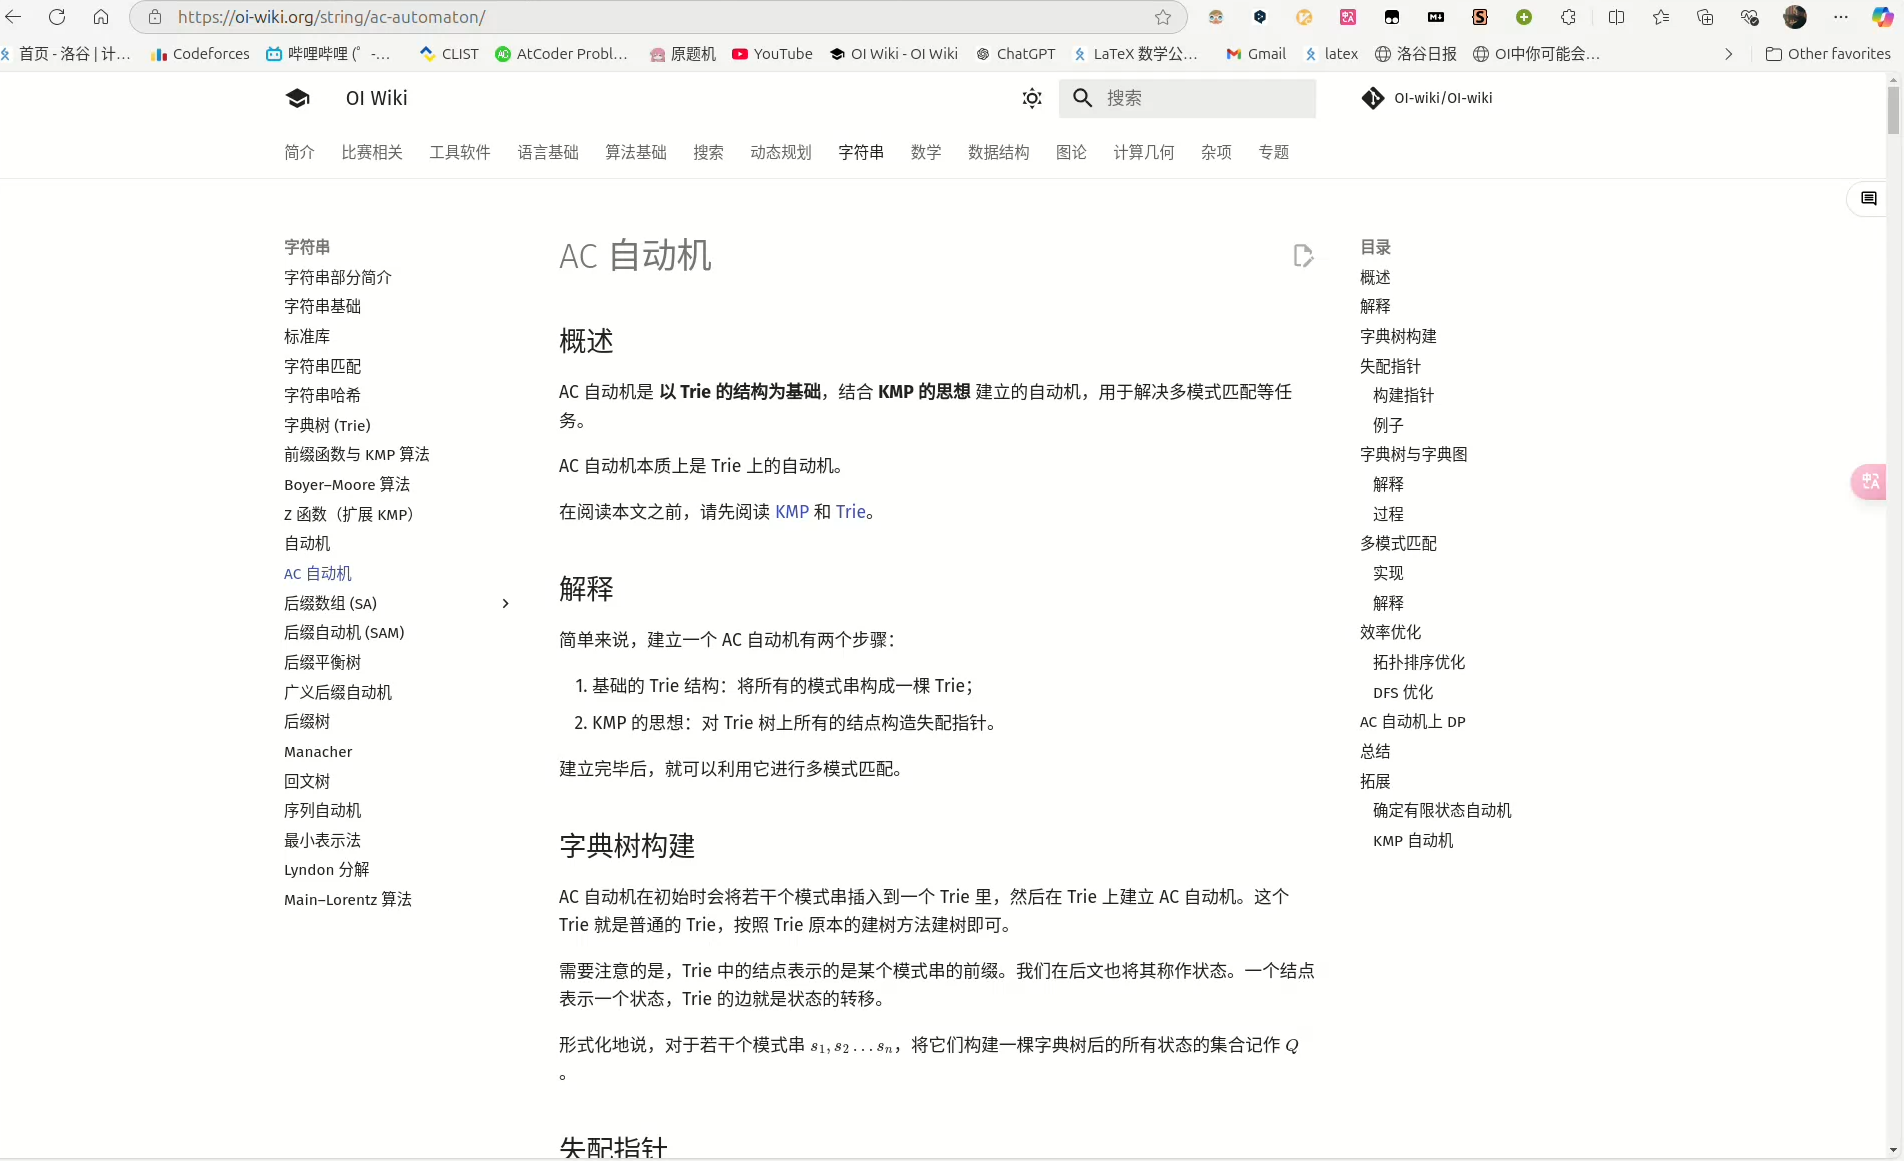 https://oi-wiki.org/string/ac-automaton/
首页 - 洛谷 | 计...
Codeforces
哔哩哔哩 (゜-...
CLIST
AtCoder Probl...
原题机
YouTube
OI Wiki - OI Wiki
ChatGPT
LaTeX 数学公...
Gmail
latex
洛谷日报
OI中你可能会...
Other favorites
OI Wiki
搜索
OI-wiki/OI-wiki
简介 比赛相关 工具软件 语言基础 算法基础 搜索 动态规划 字符串 数学 数据结构 图论 计算几何 杂项 专题
字符串
字符串部分简介
字符串基础
标准库
字符串匹配
字符串哈希
字典树 (Trie)
前缀函数与 KMP 算法
Boyer–Moore 算法
Z 函数（扩展 KMP）
自动机
AC 自动机
后缀数组 (SA)
后缀自动机 (SAM)
后缀平衡树
广义后缀自动机
后缀树
Manacher
回文树
序列自动机
最小表示法
Lyndon 分解
Main–Lorentz 算法
AC 自动机
概述
AC 自动机是 以 Trie 的结构为基础，结合 KMP 的思想 建立的自动机，用于解决多模式匹配等任
务。
AC 自动机本质上是 Trie 上的自动机。
在阅读本文之前，请先阅读 KMP 和 Trie。
解释
简单来说，建立一个 AC 自动机有两个步骤：
1. 基础的 Trie 结构：将所有的模式串构成一棵 Trie；
2. KMP 的思想：对 Trie 树上所有的结点构造失配指针。
建立完毕后，就可以利用它进行多模式匹配。
字典树构建
AC 自动机在初始时会将若干个模式串插入到一个 Trie 里，然后在 Trie 上建立 AC 自动机。这个
Trie 就是普通的 Trie，按照 Trie 原本的建树方法建树即可。
需要注意的是，Trie 中的结点表示的是某个模式串的前缀。我们在后文也将其称作状态。一个结点
表示一个状态，Trie 的边就是状态的转移。
形式化地说，对于若干个模式串 s₁, s₂ … sₙ，将它们构建一棵字典树后的所有状态的集合记作 Q
。
失配指针
目录
概述
解释
字典树构建
失配指针
构建指针
例子
字典树与字典图
解释
过程
多模式匹配
实现
解释
效率优化
拓扑排序优化
DFS 优化
AC 自动机上 DP
总结
拓展
确定有限状态自动机
KMP 自动机